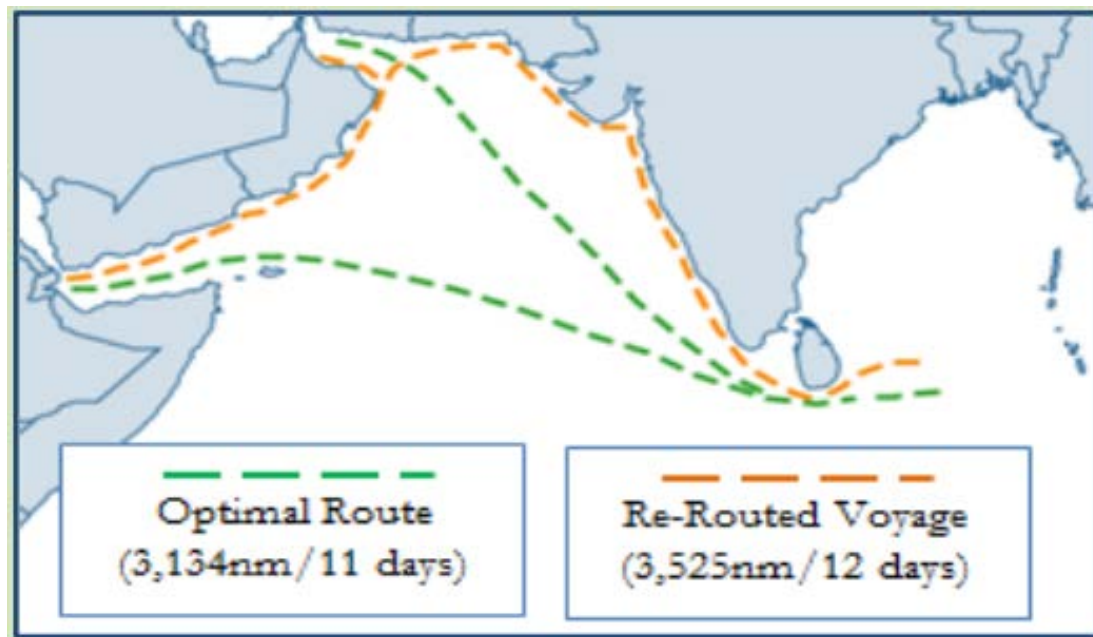 Optimal Route
(3,134nm/11 days)
Re-Routed Voyage
(3,525nm/12 days)